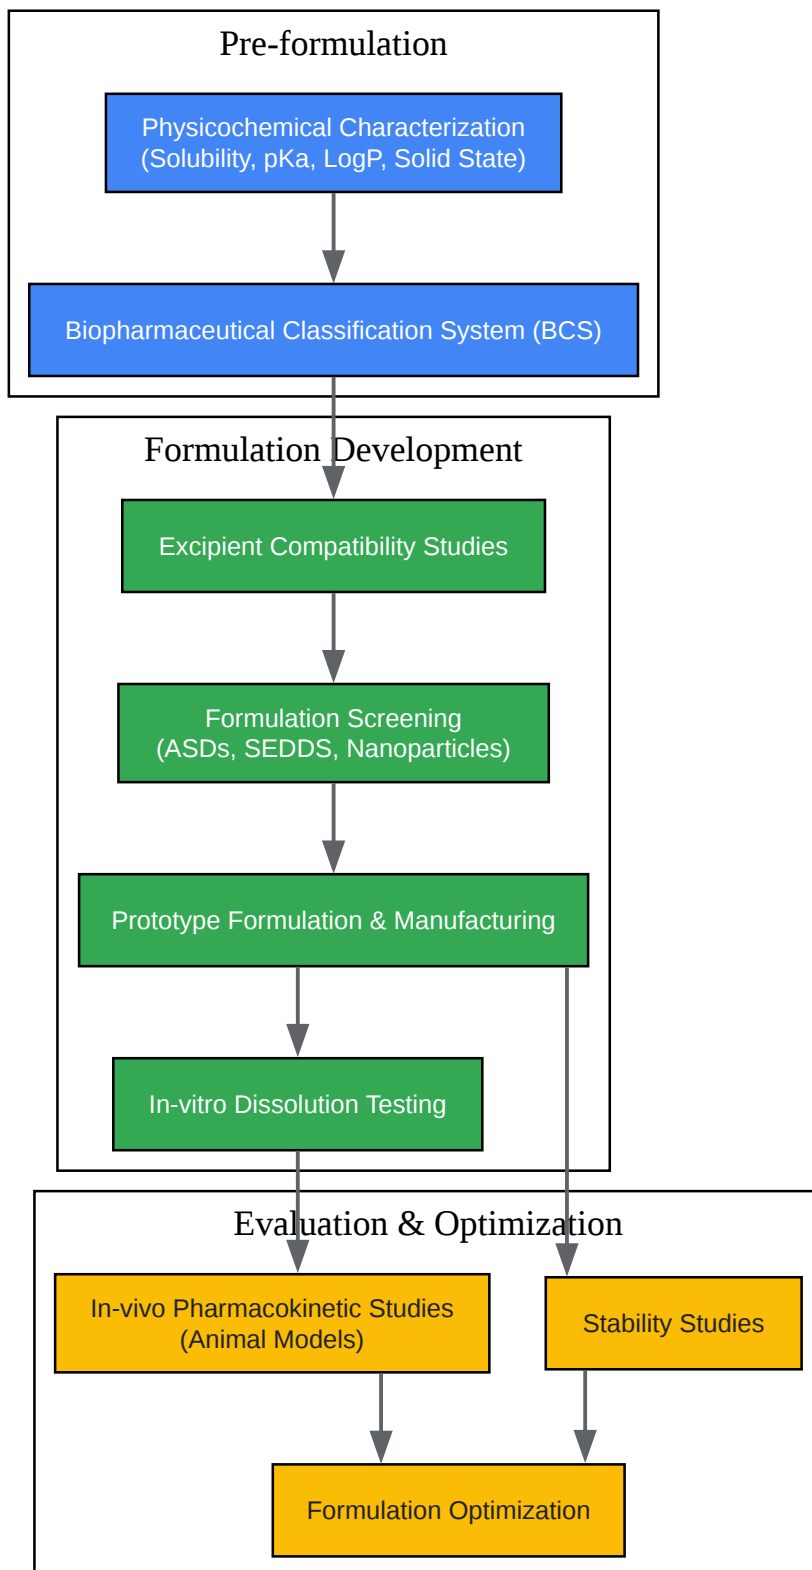 Pre-formulation
Physicochemical Characterization
(Solubility, pKa, LogP, Solid State)
Biopharmaceutical Classification System (BCS)
Formulation Development
Excipient Compatibility Studies
Formulation Screening
(ASDs, SEDDS, Nanoparticles)
Prototype Formulation & Manufacturing
In-vitro Dissolution Testing
Evaluation & Optimization
In-vivo Pharmacokinetic Studies
(Animal Models)
Stability Studies
Formulation Optimization